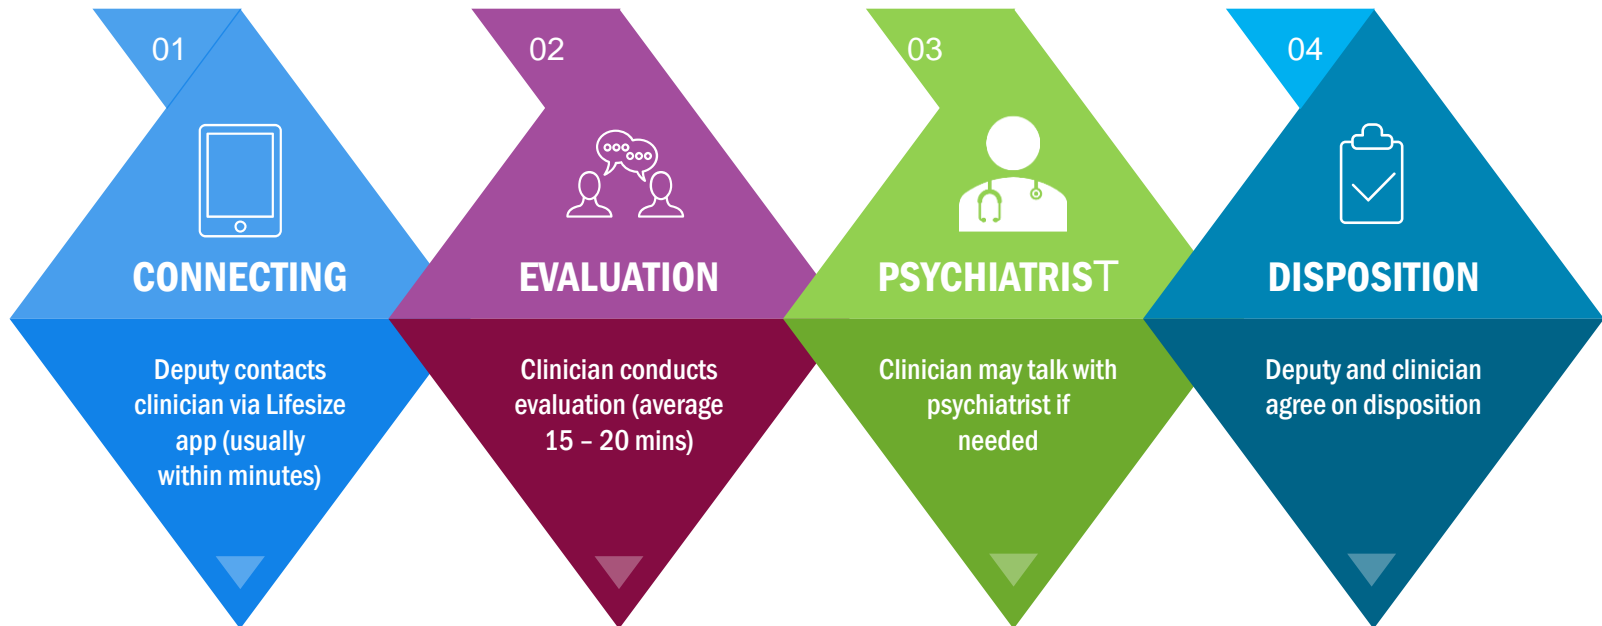 01
CONNECTING
Deputy contacts
clinician via Lifesize
app (usually
within minutes)
02
EVALUATION
Clinician conducts
evaluation (average
15 – 20 mins)
03
PSYCHIATRIST
Clinician may talk with
psychiatrist if
needed
04
DISPOSITION
Deputy and clinician
agree on disposition